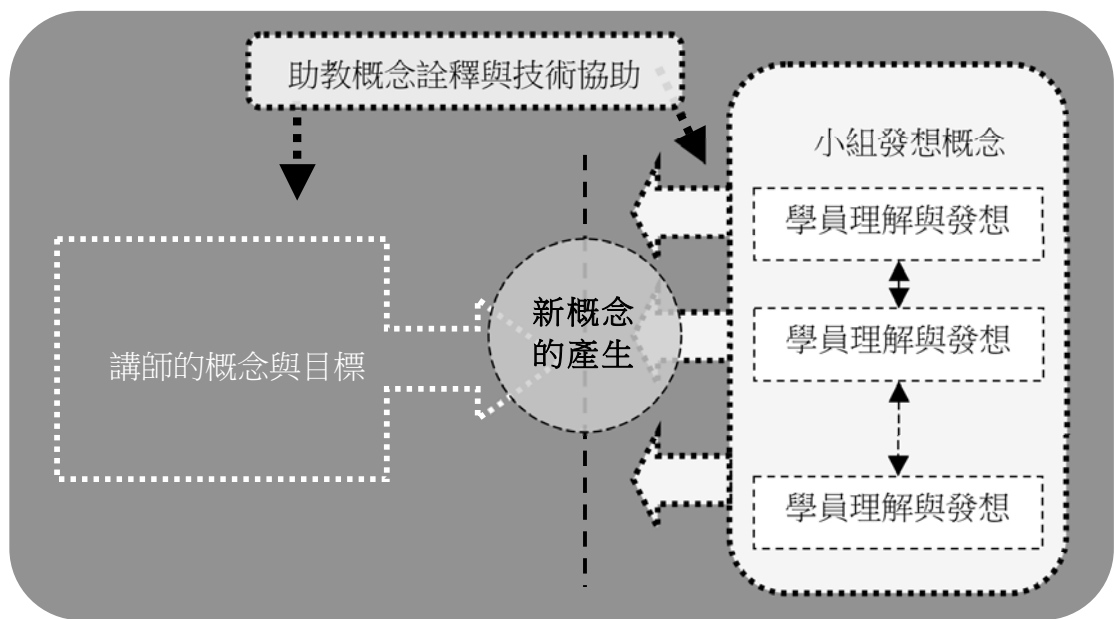 助教概念詮釋與技術協助
小組發想概念
學員理解與發想
新概念
的產生
學員理解與發想
講師的概念與目標
學員理解與發想